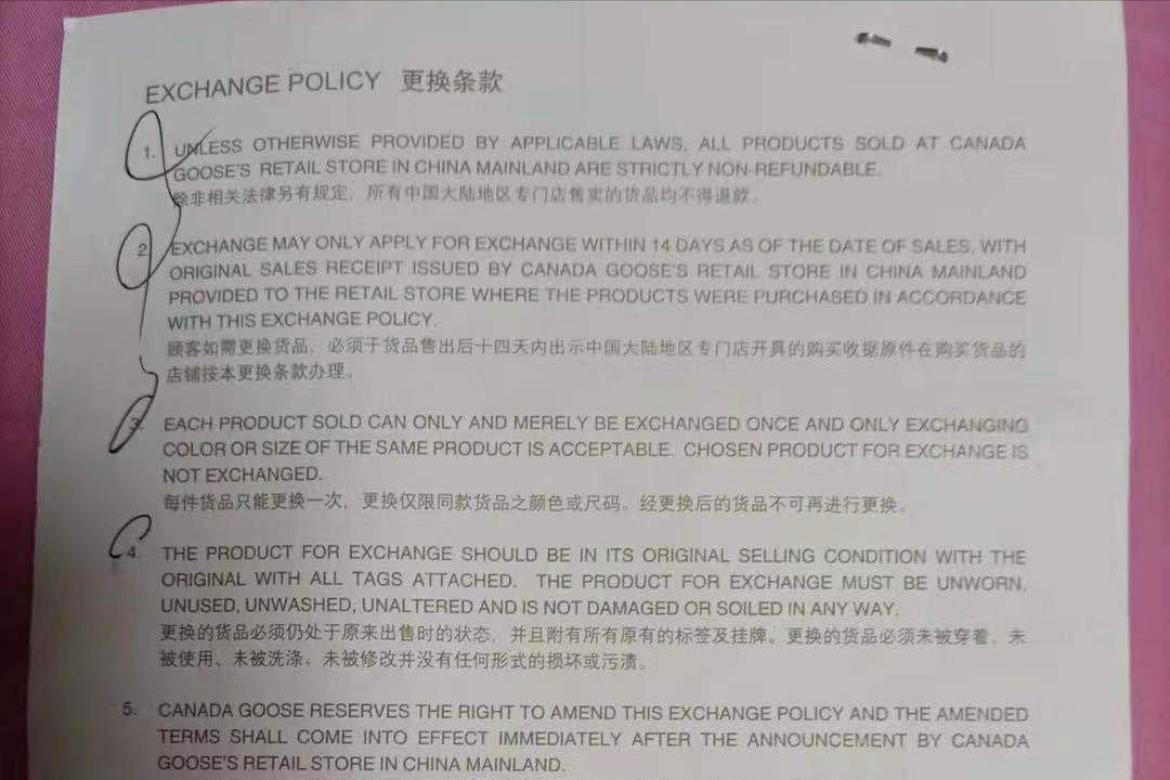 EXCHANGE POLICY 更换条款
1. UNLESS OTHERWISE PROVIDED BY APPLICABLE LAWS, ALL PRODUCTS SOLD AT CANADA
GOOSE'S RETAIL STORE IN CHINA MAINLAND ARE STRICTLY NON-REFUNDABLE.
除非相关法律另有规定，所有中国大陆地区专门店售卖的货品均不得退款。
2. EXCHANGE MAY ONLY APPLY FOR EXCHANGE WITHIN 14 DAYS AS OF THE DATE OF SALES, WITH
ORIGINAL SALES RECEIPT ISSUED BY CANADA GOOSE'S RETAIL STORE IN CHINA MAINLAND
PROVIDED TO THE RETAIL STORE WHERE THE PRODUCTS WERE PURCHASED IN ACCORDANCE
WITH THIS EXCHANGE POLICY.
顾客如需更换货品，必须于货品售出后十四天内出示中国大陆地区专门店开具的购买收据原件在购买货品的
店铺按本更换条款办理。
3. EACH PRODUCT SOLD CAN ONLY AND MERELY BE EXCHANGED ONCE AND ONLY EXCHANGING
COLOR OR SIZE OF THE SAME PRODUCT IS ACCEPTABLE. CHOSEN PRODUCT FOR EXCHANGE IS
NOT EXCHANGED.
每件货品只能更换一次，更换仅限同款货品之颜色或尺码。经更换后的货品不可再进行更换。
4. THE PRODUCT FOR EXCHANGE SHOULD BE IN ITS ORIGINAL SELLING CONDITION WITH THE
ORIGINAL WITH ALL TAGS ATTACHED. THE PRODUCT FOR EXCHANGE MUST BE UNWORN,
UNUSED, UNWASHED, UNALTERED AND IS NOT DAMAGED OR SOILED IN ANY WAY.
更换的货品必须仍处于原来出售时的状态，并且附有所有原有的标签及挂牌。更换的货品必须未被穿着、未
被使用、未被洗涤、未被修改并没有任何形式的损坏或污渍。
5. CANADA GOOSE RESERVES THE RIGHT TO AMEND THIS EXCHANGE POLICY AND THE AMENDED
TERMS SHALL COME INTO EFFECT IMMEDIATELY AFTER THE ANNOUNCEMENT BY CANADA
GOOSE'S RETAIL STORE IN CHINA MAINLAND.